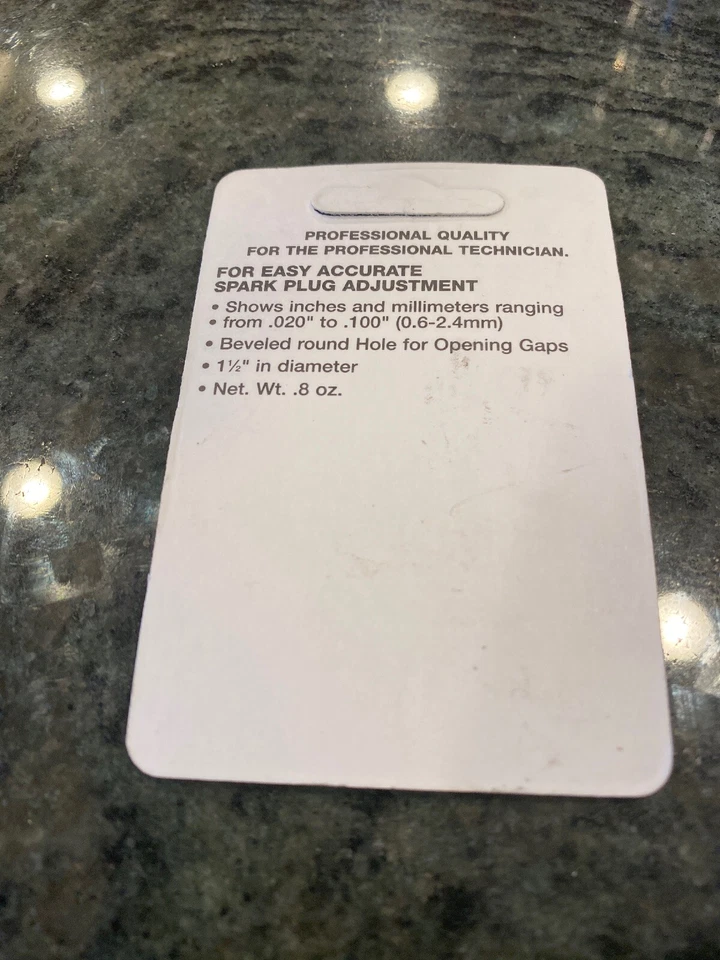 PROFESSIONAL QUALITY
FOR THE PROFESSIONAL TECHNICIAN.
FOR EASY ACCURATE
SPARK PLUG ADJUSTMENT
• Shows inches and millimeters ranging
• from .020" to .100" (0.6-2.4mm)
• Beveled round Hole for Opening Gaps
• 1½" in diameter
• Net. Wt. .8 oz.